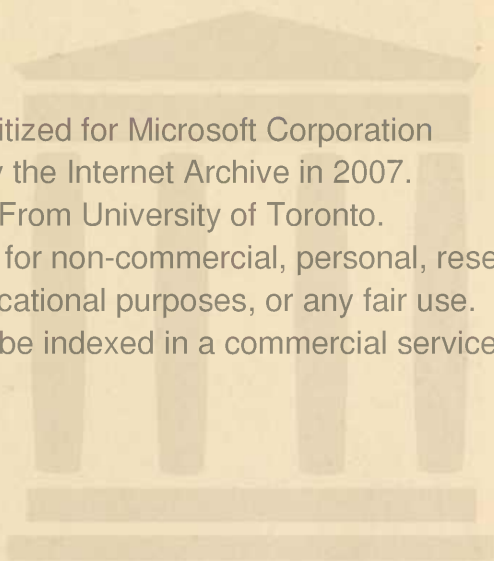 itized for Microsoft Corporation
the Internet Archive in 2007.
From University of Toronto.
for non-commercial, personal, rese
cational purposes, or any fair use.
be indexed in a commercial service